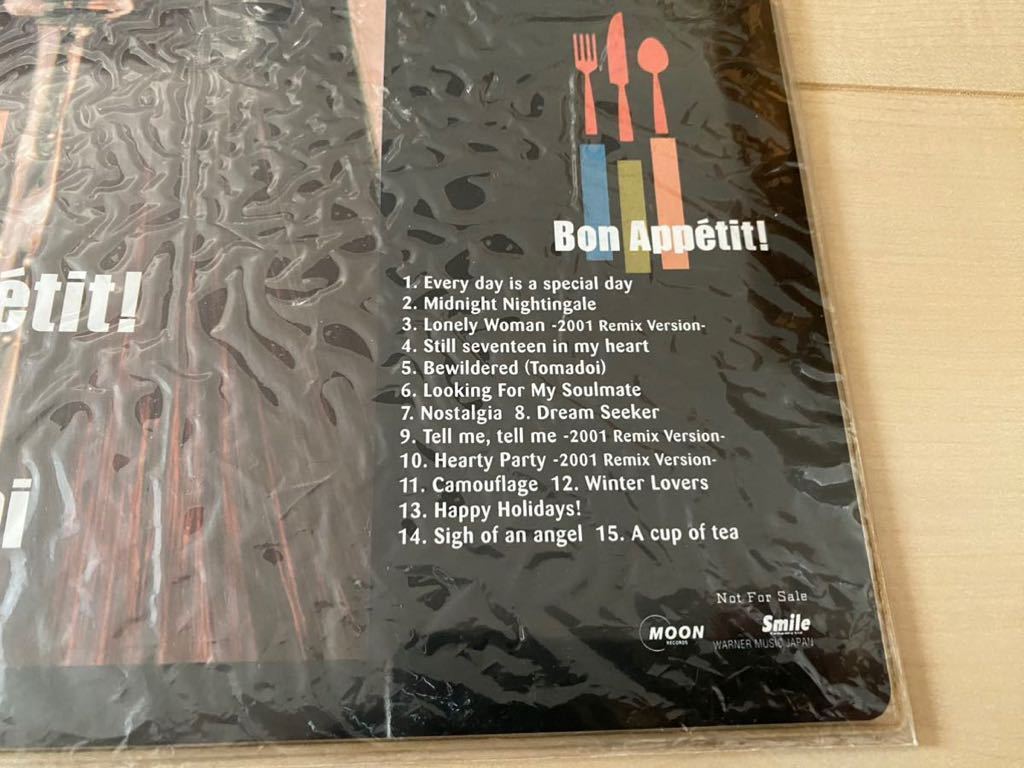 Bon Appétit!
1. Every day is a special day
2. Midnight Nightingale
3. Lonely Woman -2001 Remix Version-
4. Still seventeen in my heart
5. Bewildered (Tomadoi)
6. Looking For My Soulmate
7. Nostalgia 8. Dream Seeker
9. Tell me, tell me -2001 Remix Version-
10. Hearty Party -2001 Remix Version-
11. Camouflage 12. Winter Lovers
13. Happy Holidays!
14. Sigh of an angel 15. A cup of tea
étit!
i
Not For Sale
MOON
RECORDS
Smile
WARNER MUSIC JAPAN